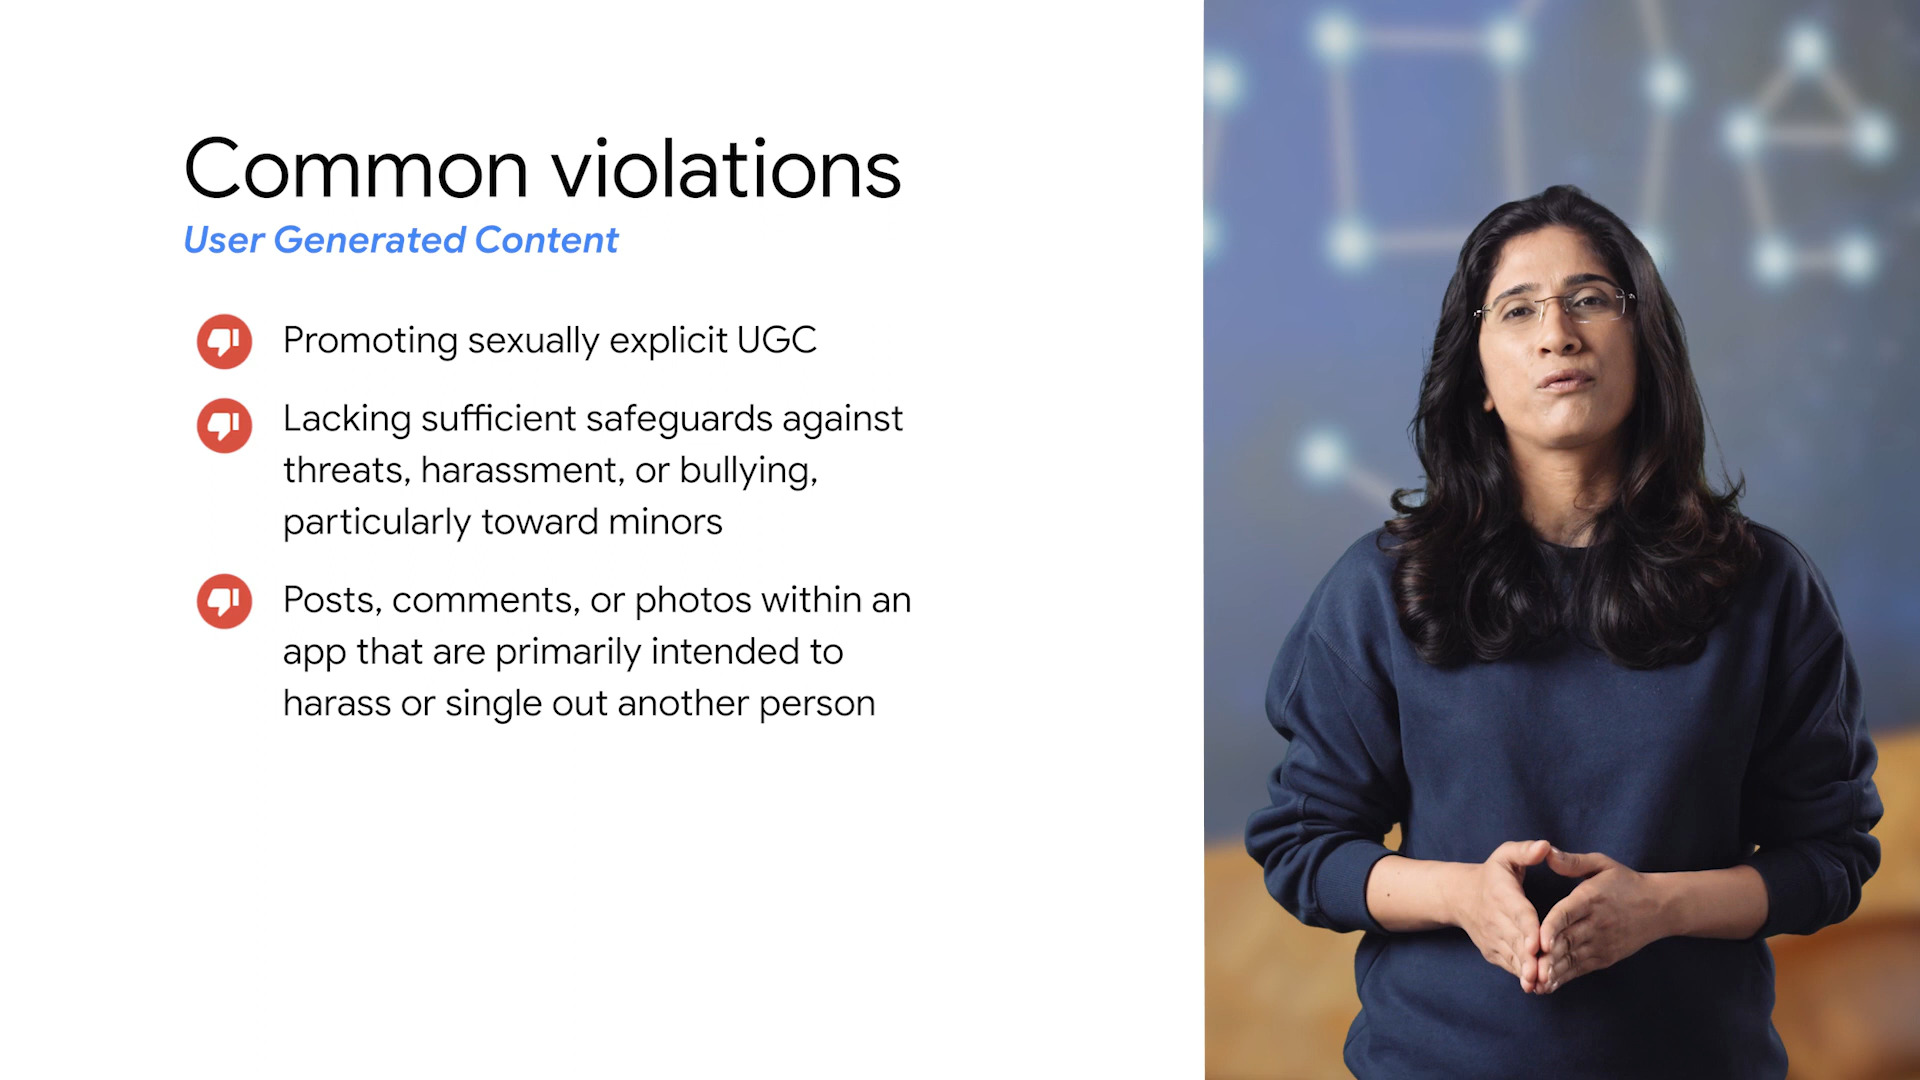 Common violations
User Generated Content
Promoting sexually explicit UGC
Lacking sufficient safeguards against
threats, harassment, or bullying,
particularly toward minors
Posts, comments, or photos within an
app that are primarily intended to
harass or single out another person